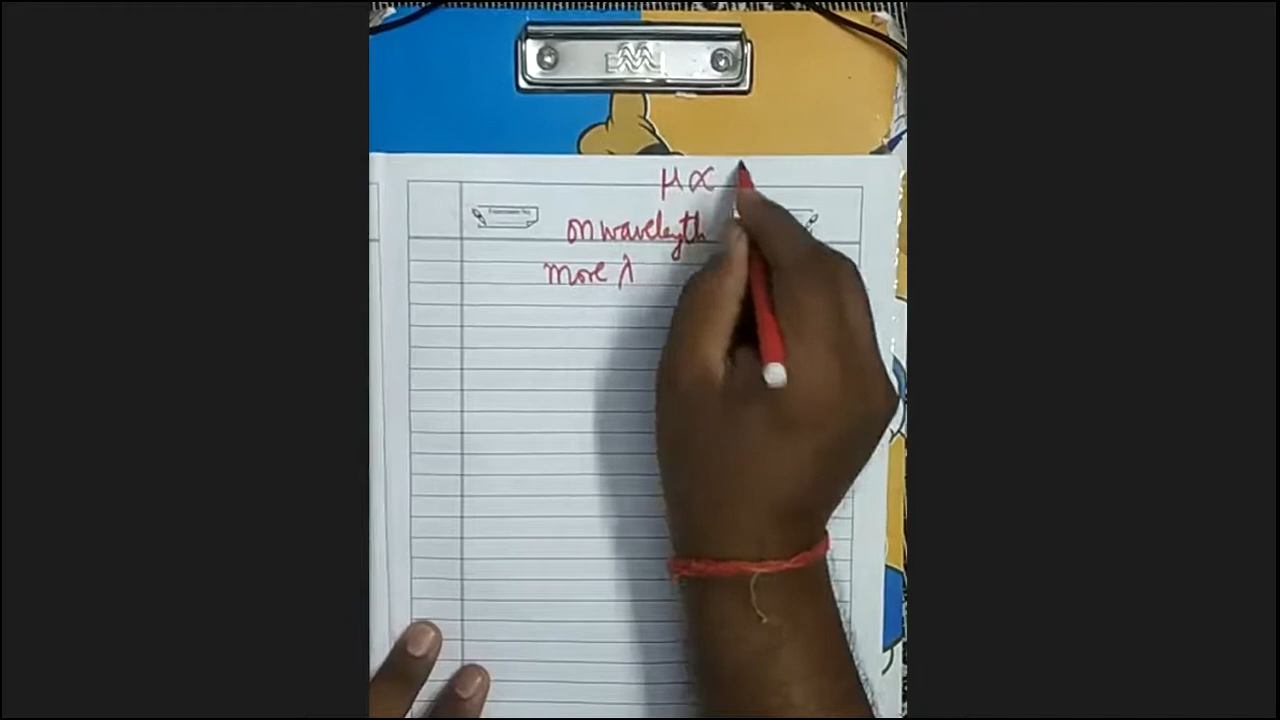 μ ∝
on wavelength
more λ